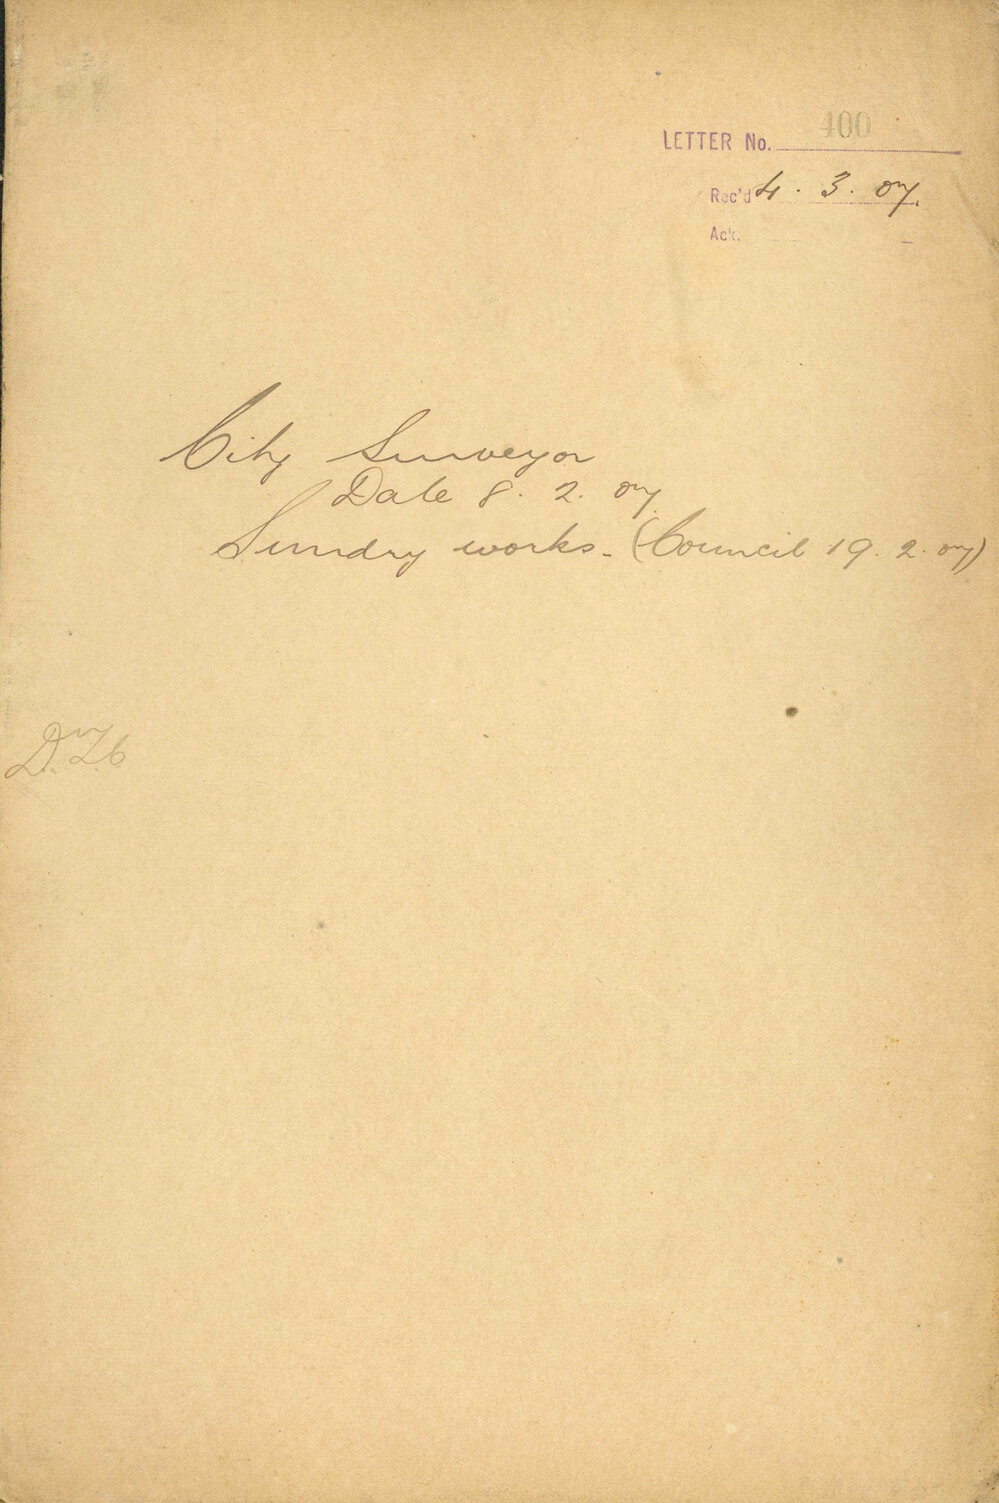 LETTER No. 400
Rec'd 4. 3. 07.
Ack.
City Surveyor
Date 8. 2. 07.
Sundry works. (Council 19. 2. 07)